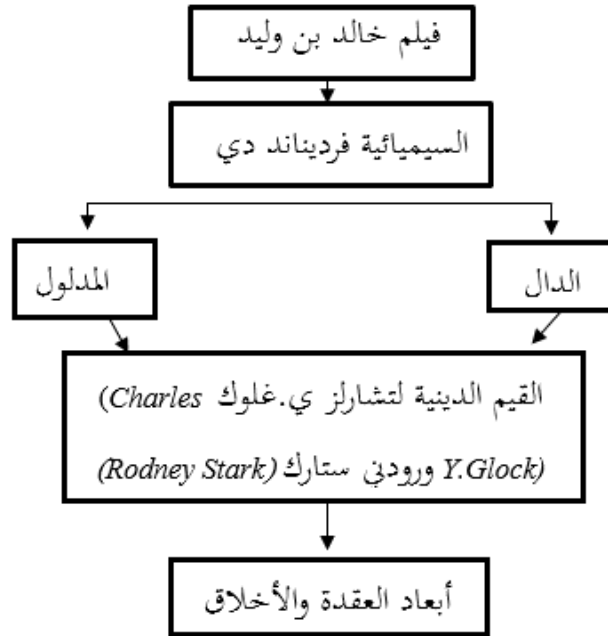 فيلم خالد بن وليد
السيميائية فرديناند دي
الدال
المدلول
القيم الدينية لتشارلز ي.غلوك (Charles
Y.Glock) ورودني ستارك (Rodney Stark)
أبعاد العقدة والأخلاق